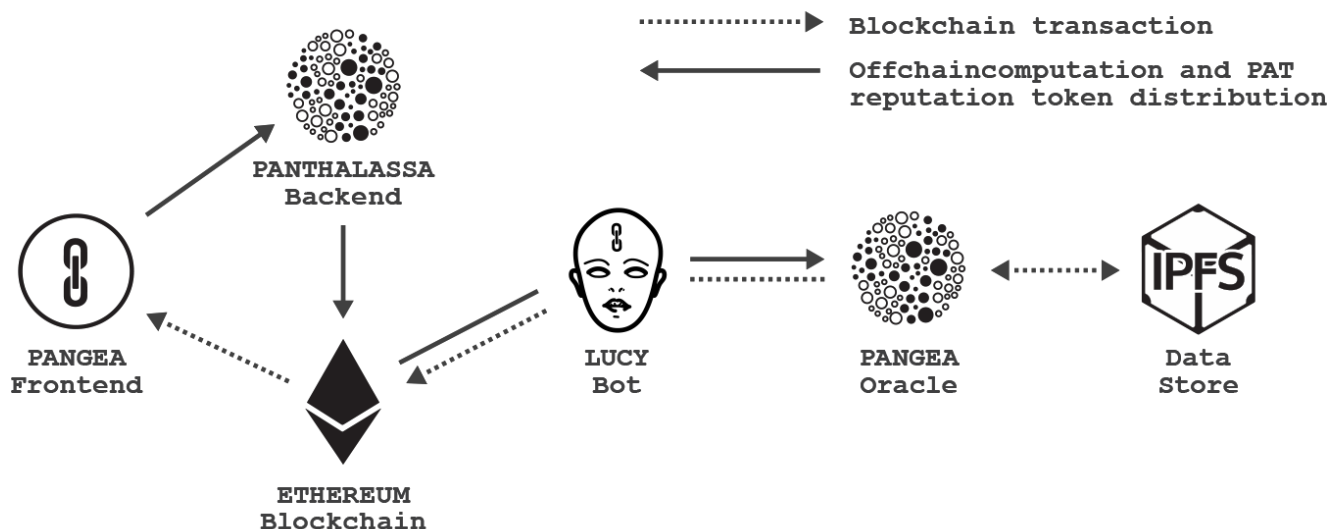 Blockchain transaction
Offchaincomputation and PAT
reputation token distribution
PANTHALASSA
Backend
PANGEA
Frontend
ETHEREUM
Blockchain
LUCY
Bot
PANGEA
Oracle
IPFS
Data
Store